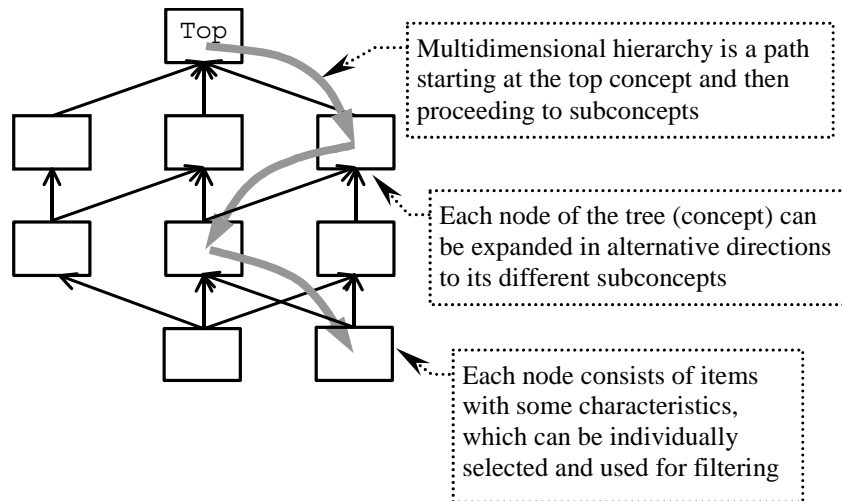 Top
Multidimensional hierarchy is a path
starting at the top concept and then
proceeding to subconcepts
Each node of the tree (concept) can
be expanded in alternative directions
to its different subconcepts
Each node consists of items
with some characteristics,
which can be individually
selected and used for filtering